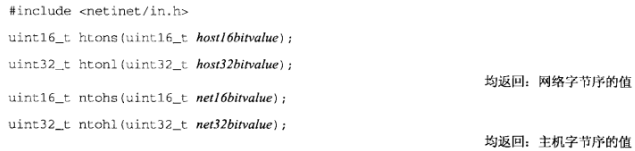 #include <netinet/in.h>
uint16_t htons(uint16_t host16bitvalue);
uint32_t htonl(uint32_t host32bitvalue);
均返回：网络字节序的值
uint16_t ntohs(uint16_t net16bitvalue);
uint32_t ntohl(uint32_t net32bitvalue);
均返回：主机字节序的值